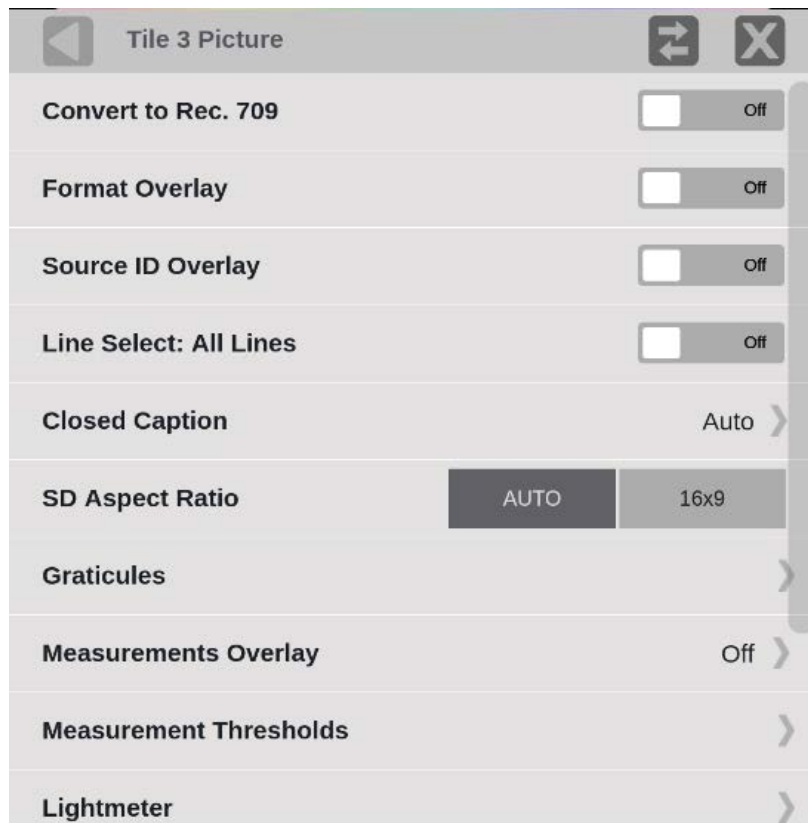 Tile 3 Picture
Convert to Rec. 709 Off
Format Overlay Off
Source ID Overlay Off
Line Select: All Lines Off
Closed Caption Auto
SD Aspect Ratio AUTO 16x9
Graticules
Measurements Overlay Off
Measurement Thresholds
Lightmeter